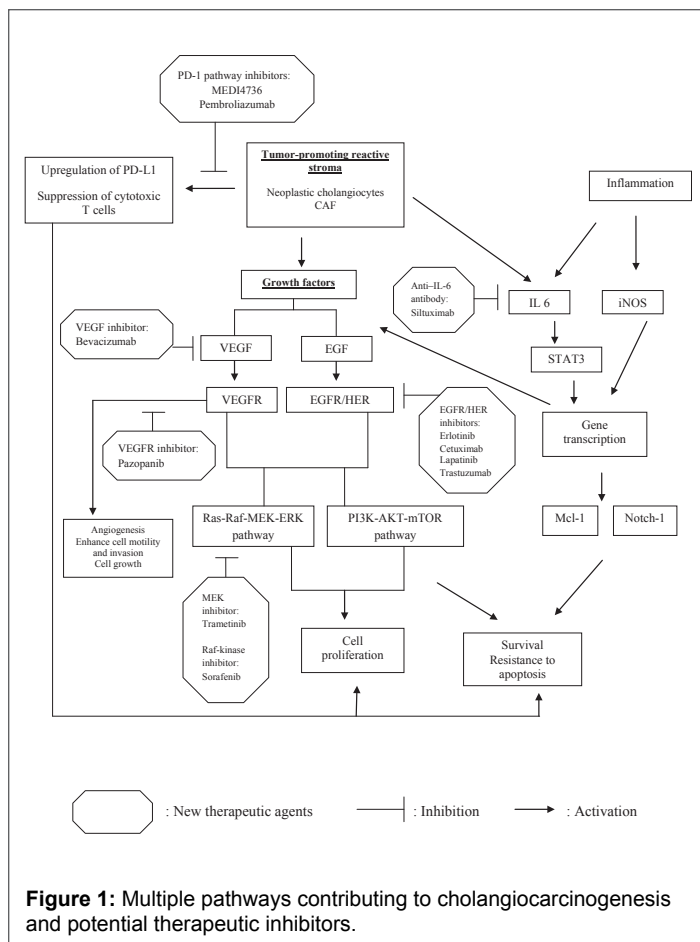 PD-1 pathway inhibitors:
MEDI4736
Pembroliazumab
Upregulation of PD-L1
Suppression of cytotoxic
T cells
Tumor-promoting reactive
stroma
Neoplastic cholangiocytes
CAF
Inflammation
Growth factors
Anti–IL-6
antibody:
Siltuximab
IL 6
iNOS
VEGF inhibitor:
Bevacizumab
VEGF
EGF
STAT3
VEGFR
EGFR/HER
EGFR/HER
inhibitors:
Erlotinib
Cetuximab
Lapatinib
Trastuzumab
Gene
transcription
VEGFR inhibitor:
Pazopanib
Angiogenesis
Enhance cell motility
and invasion
Cell growth
Ras-Raf-MEK-ERK
pathway
PI3K-AKT-mTOR
pathway
Mcl-1
Notch-1
MEK
inhibitor:
Trametinib
Raf-kinase
inhibitor:
Sorafenib
Cell
proliferation
Survival
Resistance to
apoptosis
: New therapeutic agents
: Inhibition
: Activation
Figure 1: Multiple pathways contributing to cholangiocarcinogenesis
and potential therapeutic inhibitors.